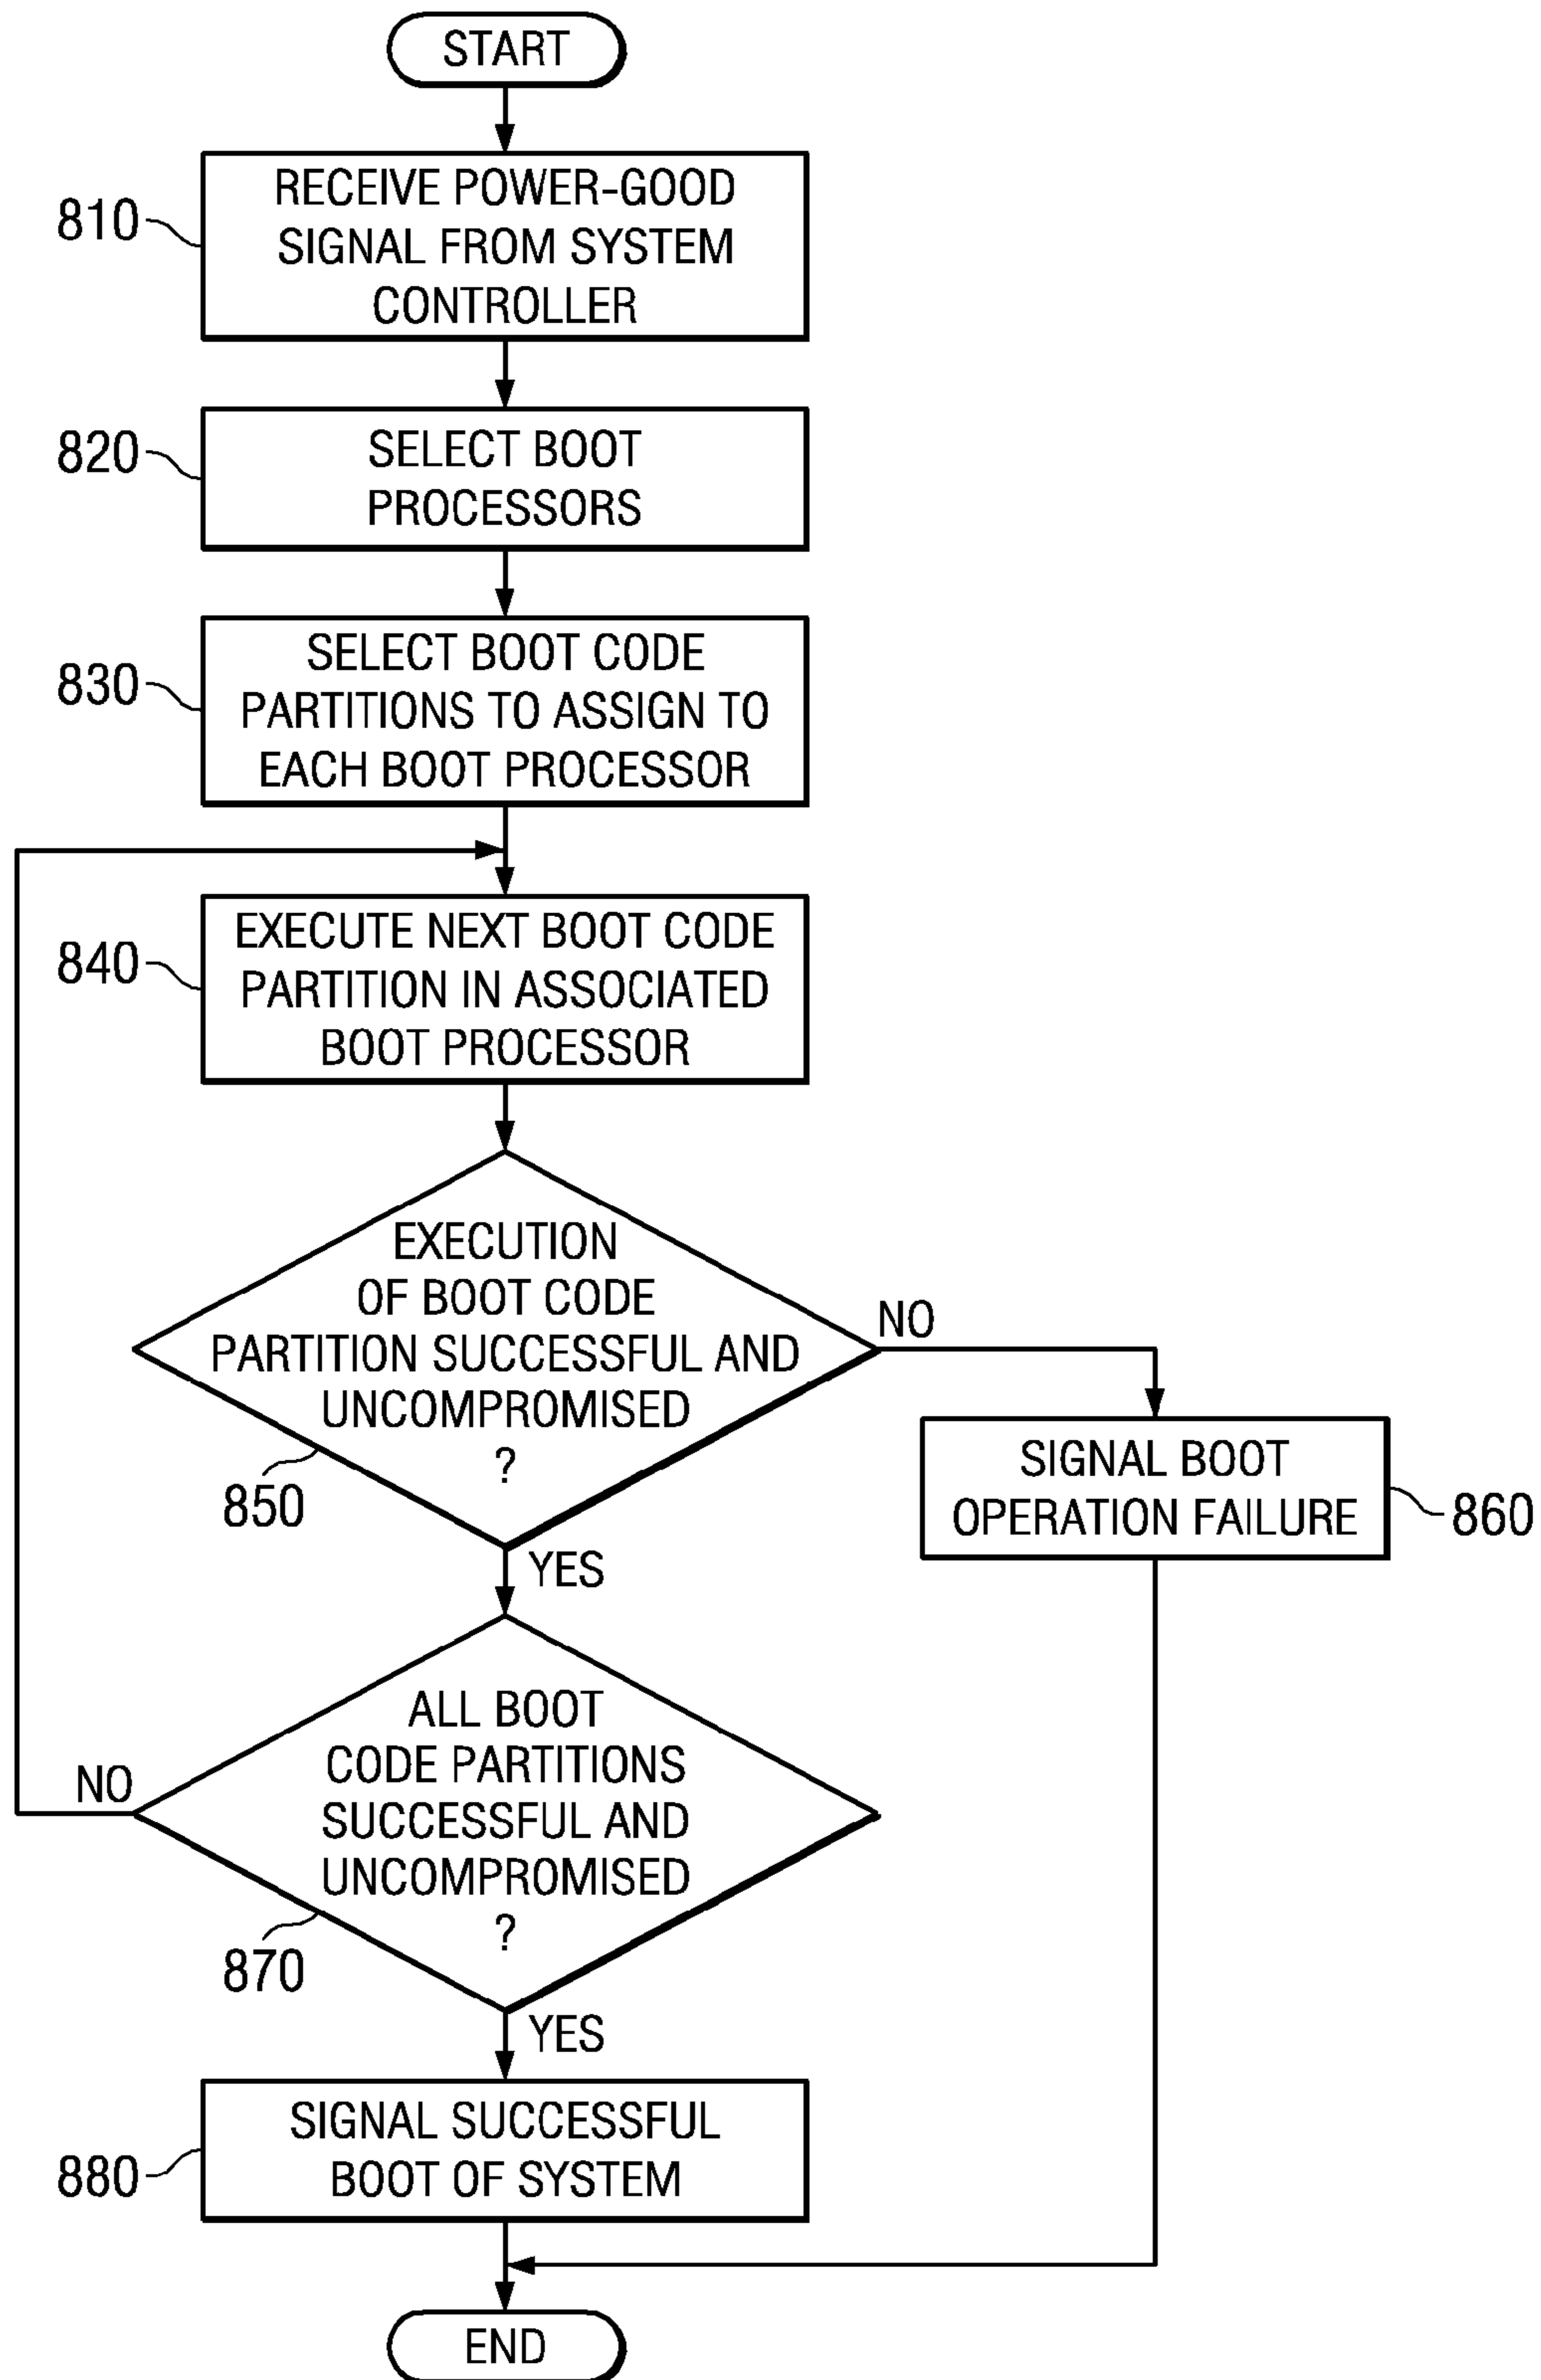 START
810
RECEIVE POWER-GOOD
SIGNAL FROM SYSTEM
CONTROLLER
820
SELECT BOOT
PROCESSORS
830
SELECT BOOT CODE
PARTITIONS TO ASSIGN TO
EACH BOOT PROCESSOR
840
EXECUTE NEXT BOOT CODE
PARTITION IN ASSOCIATED
BOOT PROCESSOR
EXECUTION
OF BOOT CODE
PARTITION SUCCESSFUL AND
UNCOMPROMISED
?
850
NO
YES
SIGNAL BOOT
OPERATION FAILURE
860
ALL BOOT
CODE PARTITIONS
SUCCESSFUL AND
UNCOMPROMISED
?
870
NO
YES
880
SIGNAL SUCCESSFUL
BOOT OF SYSTEM
END